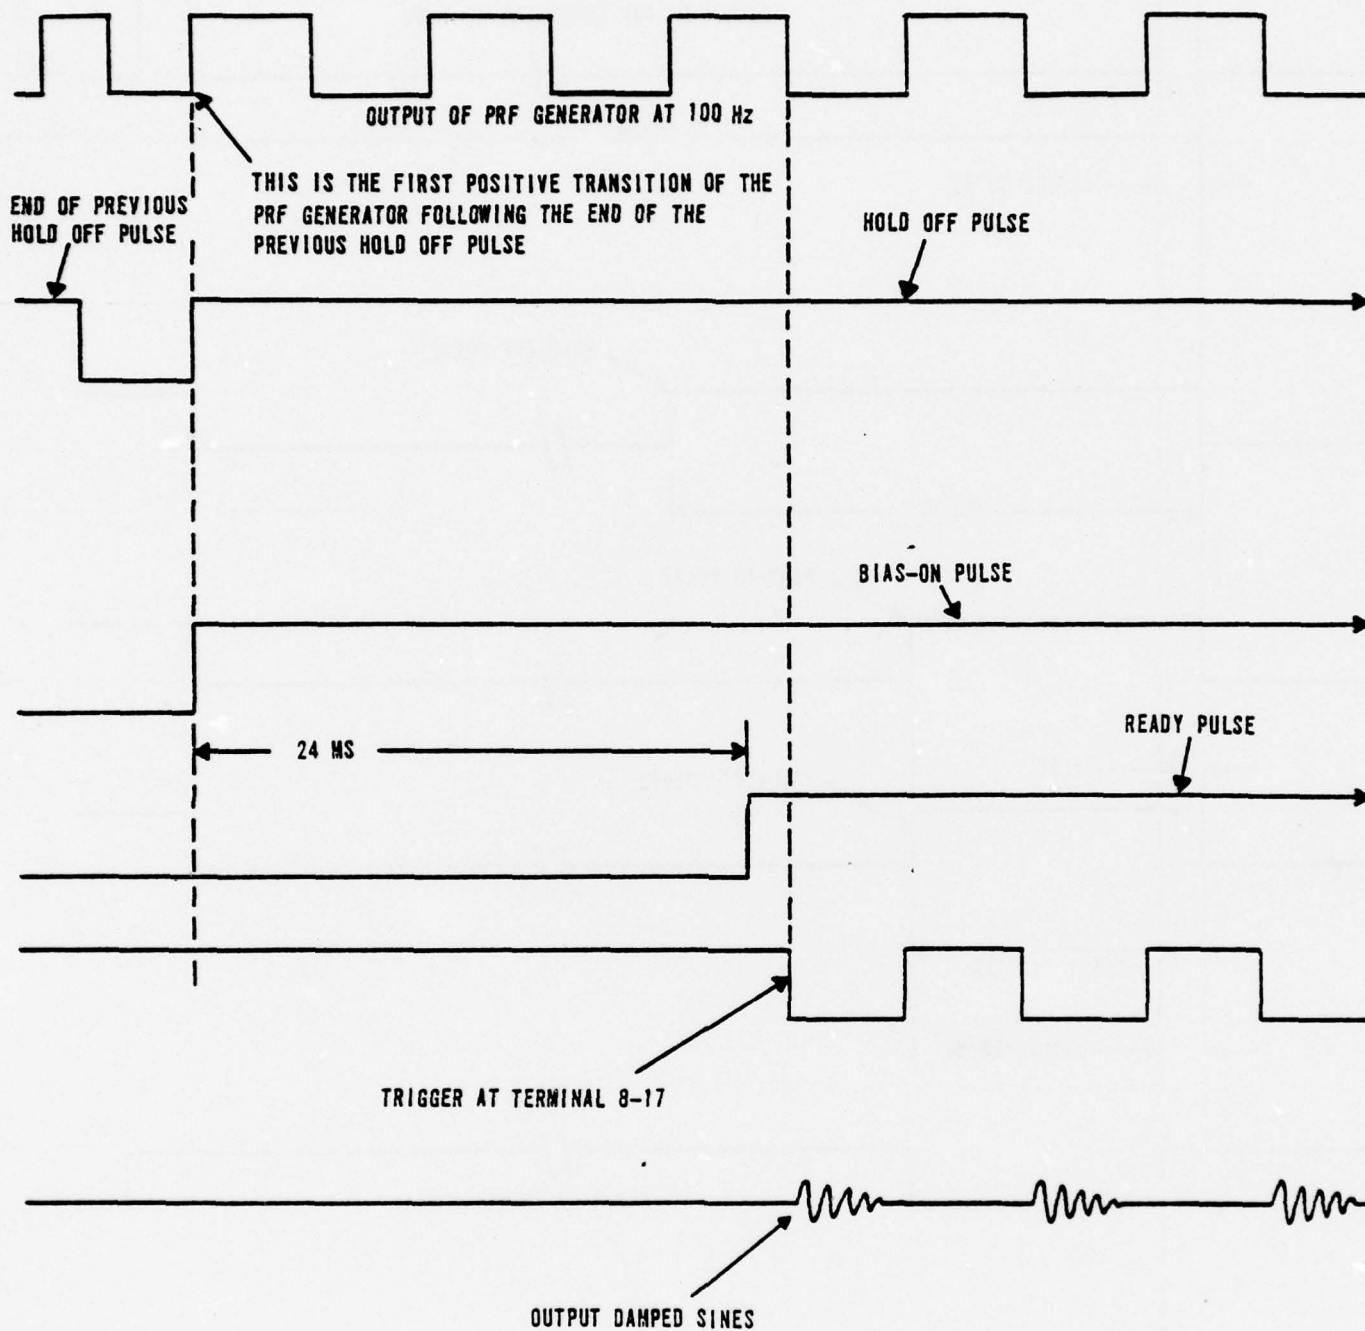 OUTPUT OF PRF GENERATOR AT 100 Hz
THIS IS THE FIRST POSITIVE TRANSITION OF THE
PRF GENERATOR FOLLOWING THE END OF THE
PREVIOUS HOLD OFF PULSE
END OF PREVIOUS
HOLD OFF PULSE
HOLD OFF PULSE
BIAS-ON PULSE
24 MS
READY PULSE
TRIGGER AT TERMINAL 8-17
OUTPUT DAMPED SINES